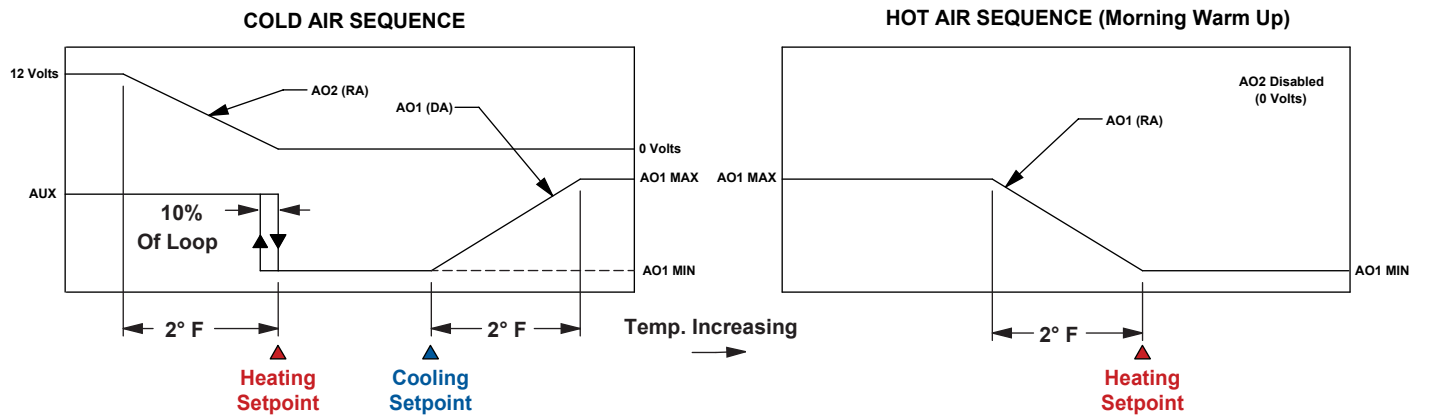 COLD AIR SEQUENCE
12 Volts
AO2 (RA)
AO1 (DA)
0 Volts
AUX
AO1 MAX
10%
Of Loop
AO1 MIN
2° F
2° F
Temp. Increasing
Heating
Setpoint
Cooling
Setpoint
HOT AIR SEQUENCE (Morning Warm Up)
AO2 Disabled
(0 Volts)
AO1 (RA)
AO1 MAX
AO1 MIN
2° F
Heating
Setpoint